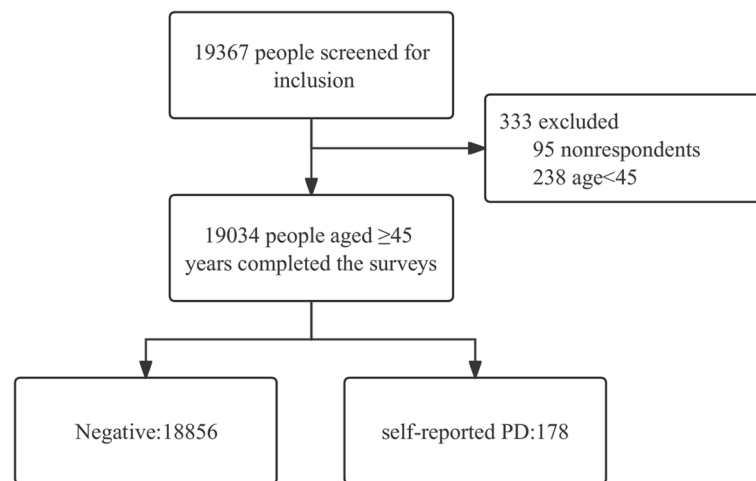 19367 people screened for
inclusion
333 excluded
95 nonrespondents
238 age<45
19034 people aged ≥45
years completed the surveys
Negative:18856
self-reported PD:178